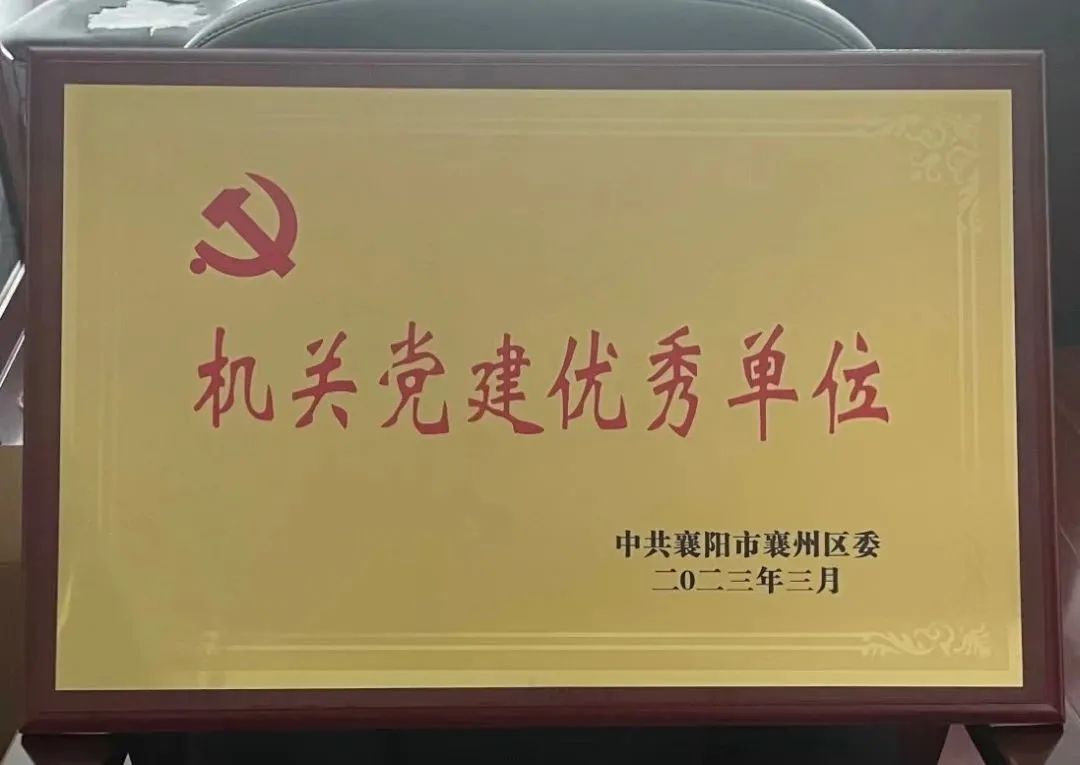 机关党建优秀单位
中共襄阳市襄州区委
二0二三年三月